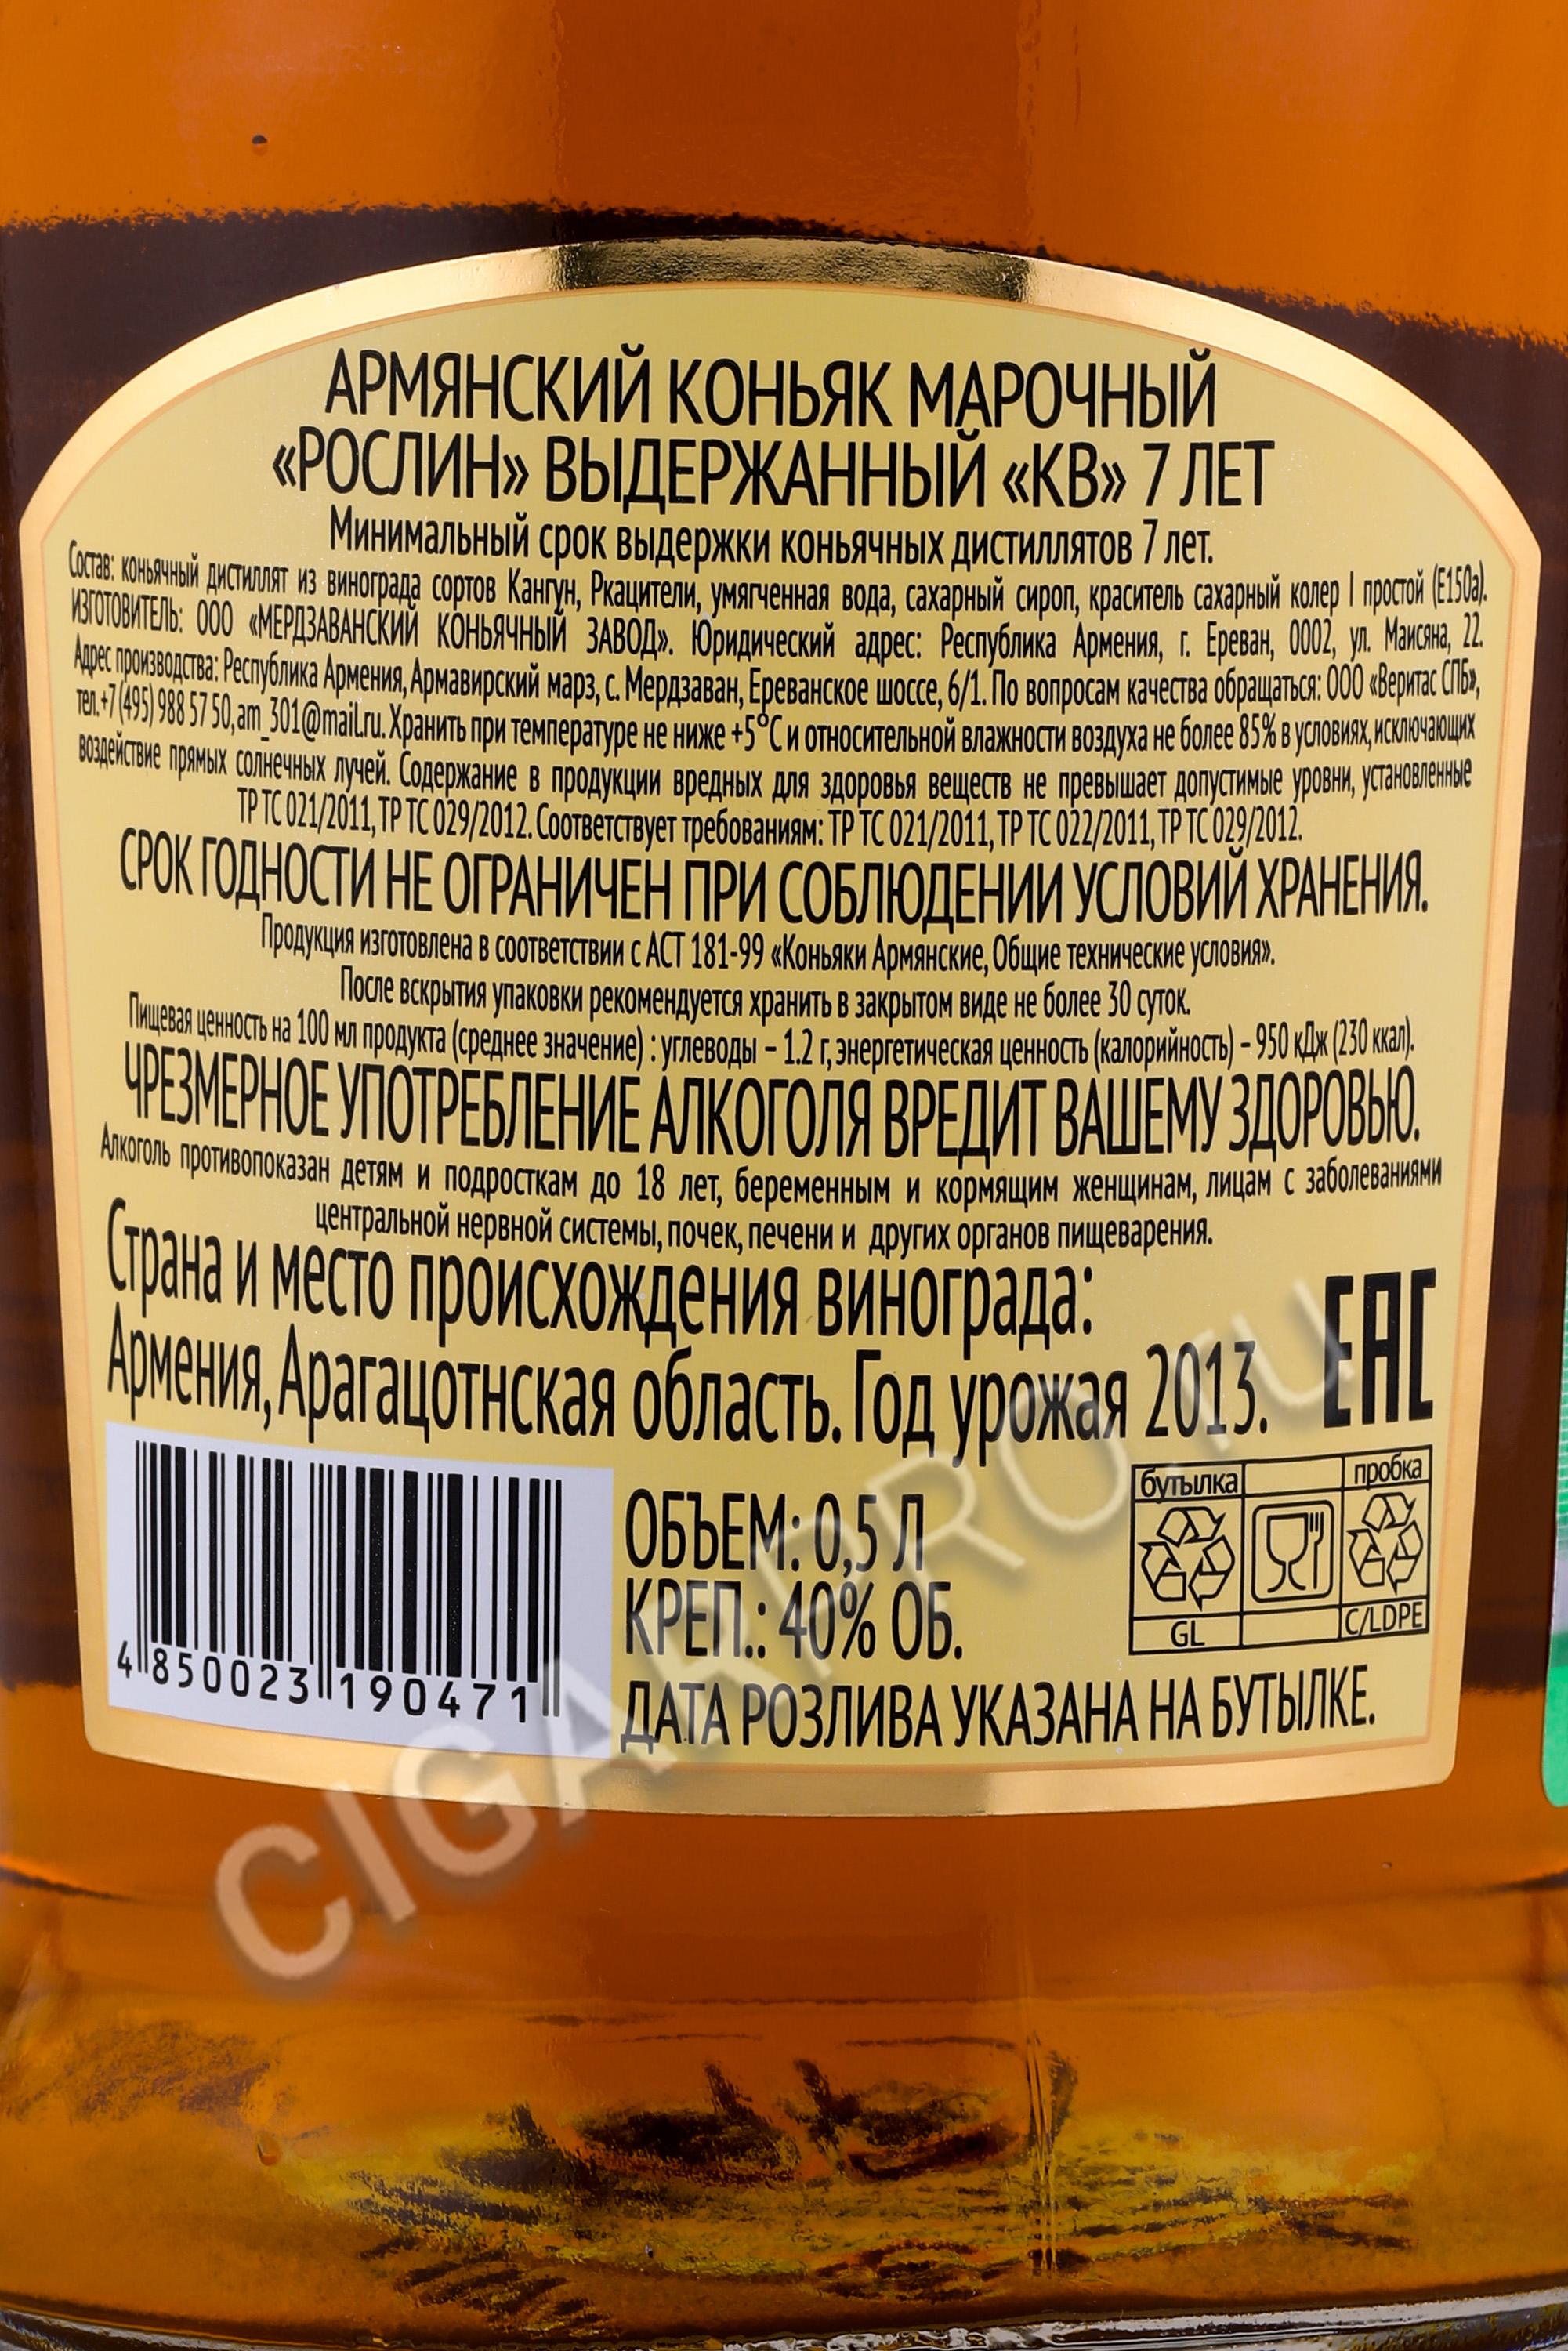 АРМЯНСКИЙ КОНЬЯК МАРОЧНЫЙ
«РОСЛИН» ВЫДЕРЖАННЫЙ «КВ» 7 ЛЕТ
Минимальный срок выдержки коньячных дистиллятов 7 лет.
Состав: коньячный дистиллят из винограда сортов Кангун, Ркацители, умягченная вода, сахарный сироп, краситель сахарный колер I простой (Е150а).
ИЗГОТОВИТЕЛЬ: ООО «МЕРДЗАВАНСКИЙ КОНЬЯЧНЫЙ ЗАВОД». Юридический адрес: Республика Армения, г. Ереван, 0002, ул. Маисяна, 22.
Адрес производства: Республика Армения, Армавирский марз, с. Мердзаван, Ереванское шоссе, 6/1. По вопросам качества обращаться: ООО «Веритас СПБ»,
тел.+7 (495) 988 57 50, am_301@mail.ru. Хранить при температуре не ниже +5°С и относительной влажности воздуха не более 85% в условиях, исключающих
воздействие прямых солнечных лучей. Содержание в продукции вредных для здоровья веществ не превышает допустимые уровни, установленные
ТР ТС 021/2011, ТР ТС 029/2012. Соответствует требованиям: ТР ТС 021/2011, ТР ТС 022/2011, ТР ТС 029/2012.
СРОК ГОДНОСТИ НЕ ОГРАНИЧЕН ПРИ СОБЛЮДЕНИИ УСЛОВИЙ ХРАНЕНИЯ.
Продукция изготовлена в соответствии с АСТ 181-99 «Коньяки Армянские, Общие технические условия».
После вскрытия упаковки рекомендуется хранить в закрытом виде не более 30 суток.
Пищевая ценность на 100 мл продукта (среднее значение) : углеводы – 1.2 г, энергетическая ценность (калорийность) – 950 кДж (230 ккал).
ЧРЕЗМЕРНОЕ УПОТРЕБЛЕНИЕ АЛКОГОЛЯ ВРЕДИТ ВАШЕМУ ЗДОРОВЬЮ.
Алкоголь противопоказан детям и подросткам до 18 лет, беременным и кормящим женщинам, лицам с заболеваниями
центральной нервной системы, почек, печени и других органов пищеварения.
Страна и место происхождения винограда:
Армения, Арагацотнская область. Год урожая 2013.
EAC
бутылка пробка
GL C/LDPE
ОБЪЕМ: 0,5 Л
КРЕП.: 40% ОБ.
ДАТА РОЗЛИВА УКАЗАНА НА БУТЫЛКЕ.
4 850023 190471
CIGARPRO.ru